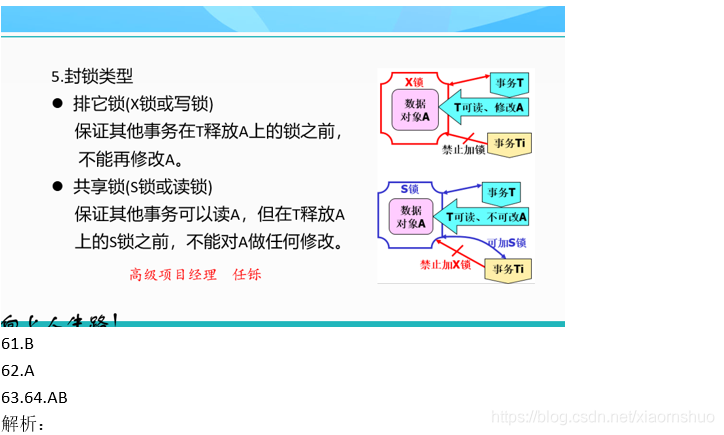 5.封锁类型
● 排它锁(X锁或写锁)
保证其他事务在T释放A上的锁之前，
不能再修改A。
● 共享锁(S锁或读锁)
保证其他事务可以读A，但在T释放A
上的S锁之前，不能对A做任何修改。
高级项目经理 任铄
X锁
数据
对象A
事务T
T可读、修改A
禁止加锁
事务Ti
S锁
数据
对象A
事务T
T可读、不可改A
可加S锁
禁止加X锁
事务Ti
61.B
62.A
63.64.AB
解析：
https://blog.csdn.net/xiaomshuo